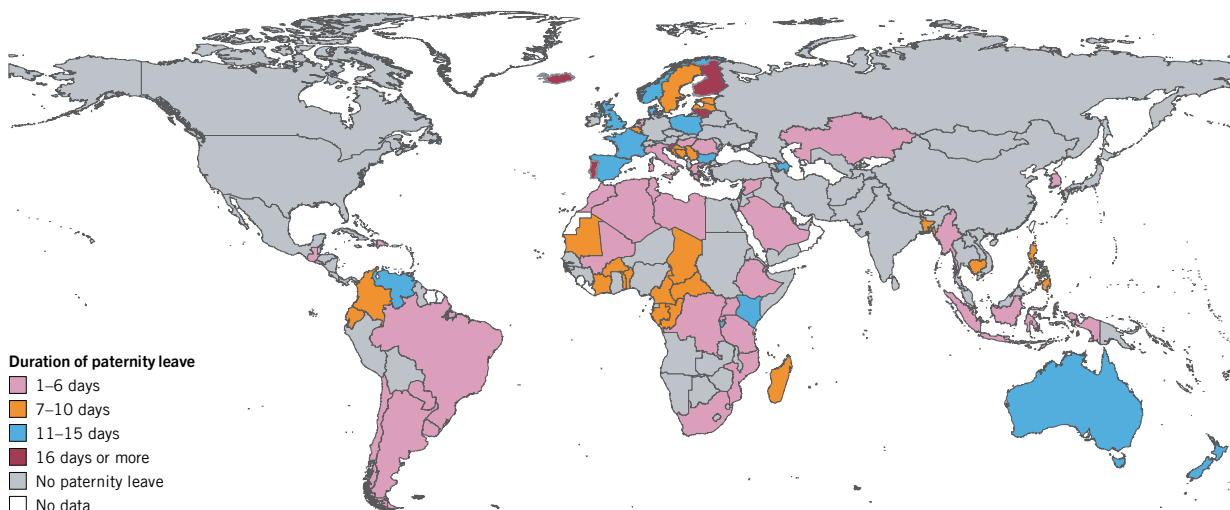 Duration of paternity leave
1–6 days
7–10 days
11–15 days
16 days or more
No paternity leave
No data